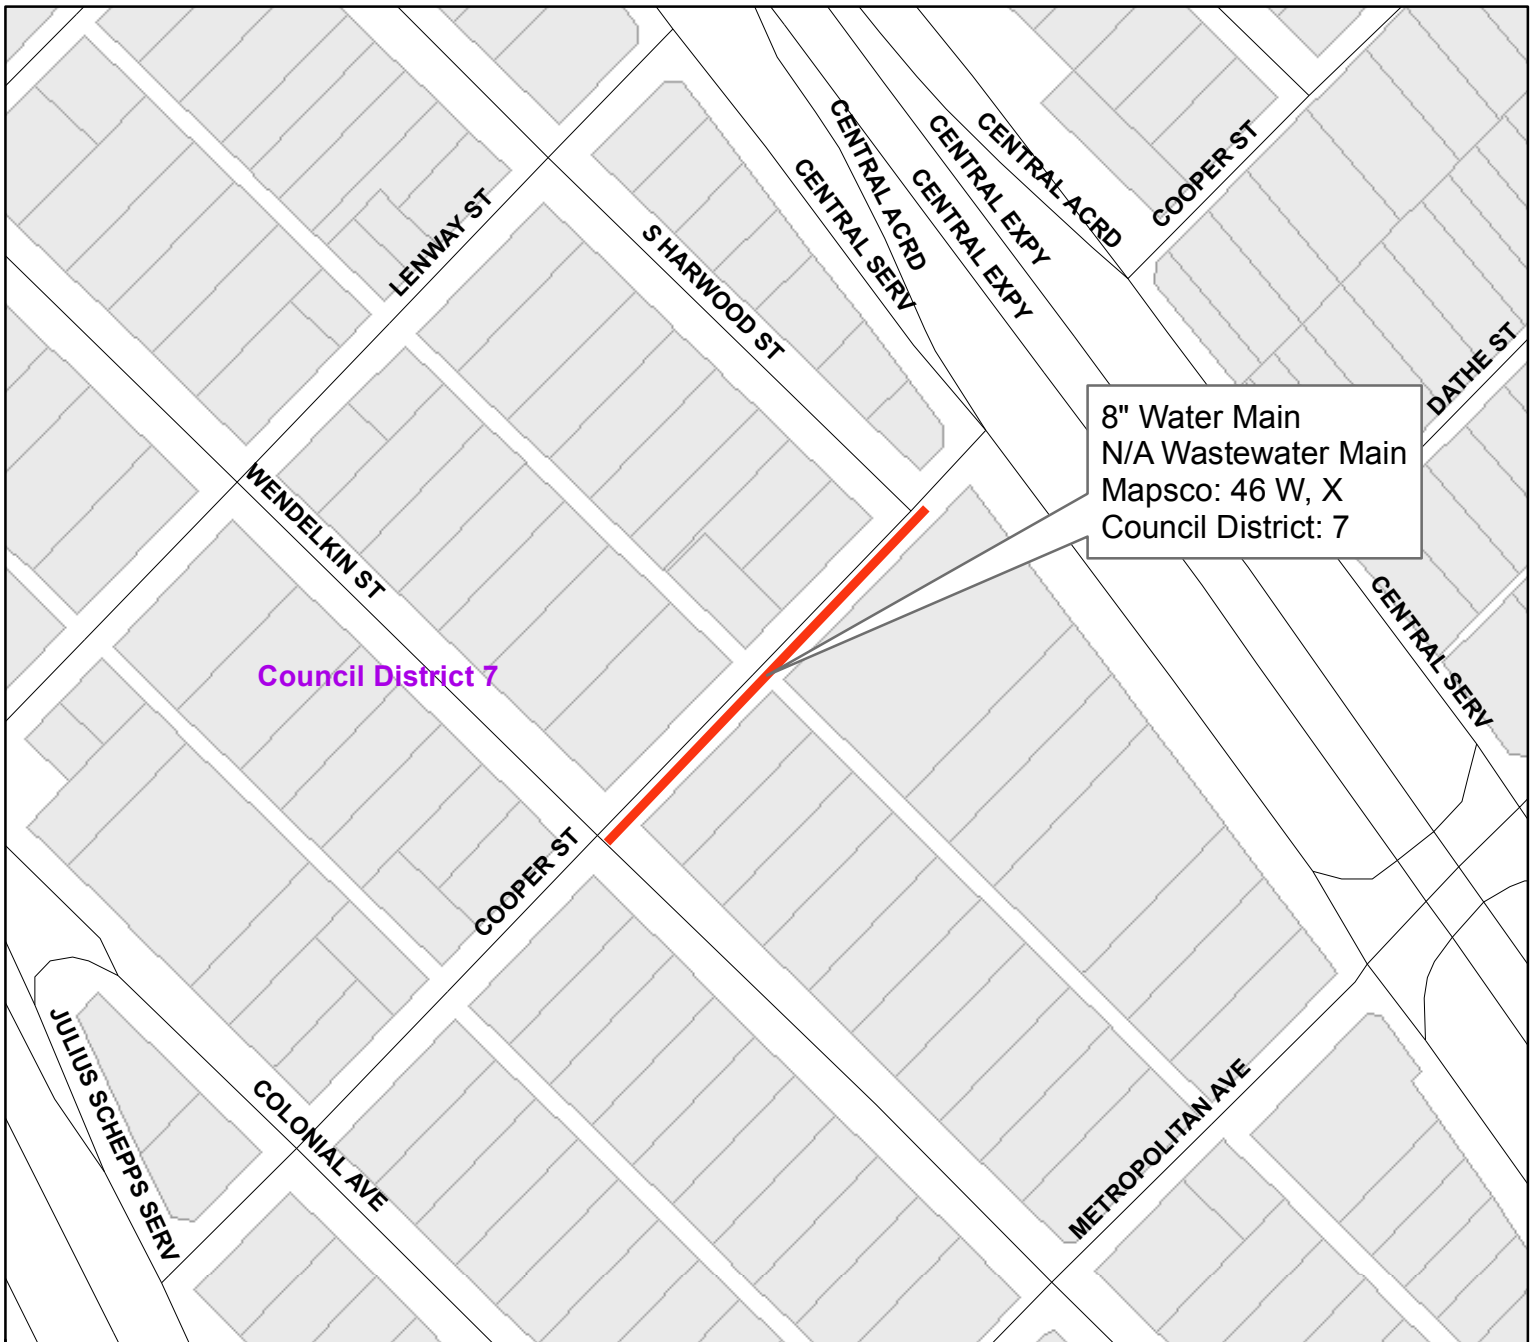 CENTRAL ACRD
CENTRAL EXPY
CENTRAL ACRD
COOPER ST
CENTRAL SERV
CENTRAL EXPY
LENWAY ST
S HARWOOD ST
DATHE ST
8" Water Main
N/A Wastewater Main
Mapsco: 46 W, X
Council District: 7
WENDELKIN ST
CENTRAL SERV
Council District 7
COOPER ST
JULIUS SCHEPPS SERV
COLONIAL AVE
METROPOLITAN AVE